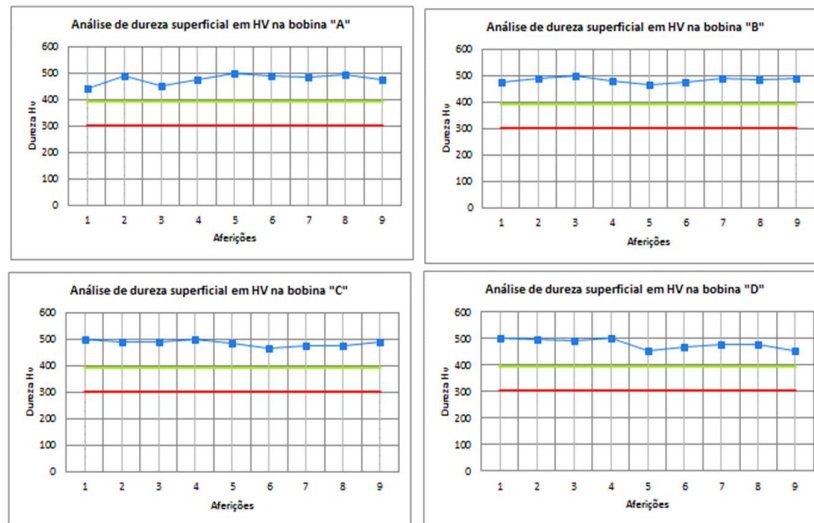 Análise de dureza superficial em HV na bobina "A"
600
500
400
300
200
100
0
Dureza Hv
1 2 3 4 5 6 7 8 9
Aferições
Análise de dureza superficial em HV na bobina "B"
600
500
400
300
200
100
0
Dureza Hv
1 2 3 4 5 6 7 8 9
Aferições
Análise de dureza superficial em HV na bobina "C"
600
500
400
300
200
100
0
Dureza Hv
1 2 3 4 5 6 7 8 9
Aferições
Análise de dureza superficial em HV na bobina "D"
600
500
400
300
200
100
0
Dureza Hv
1 2 3 4 5 6 7 8 9
Aferições